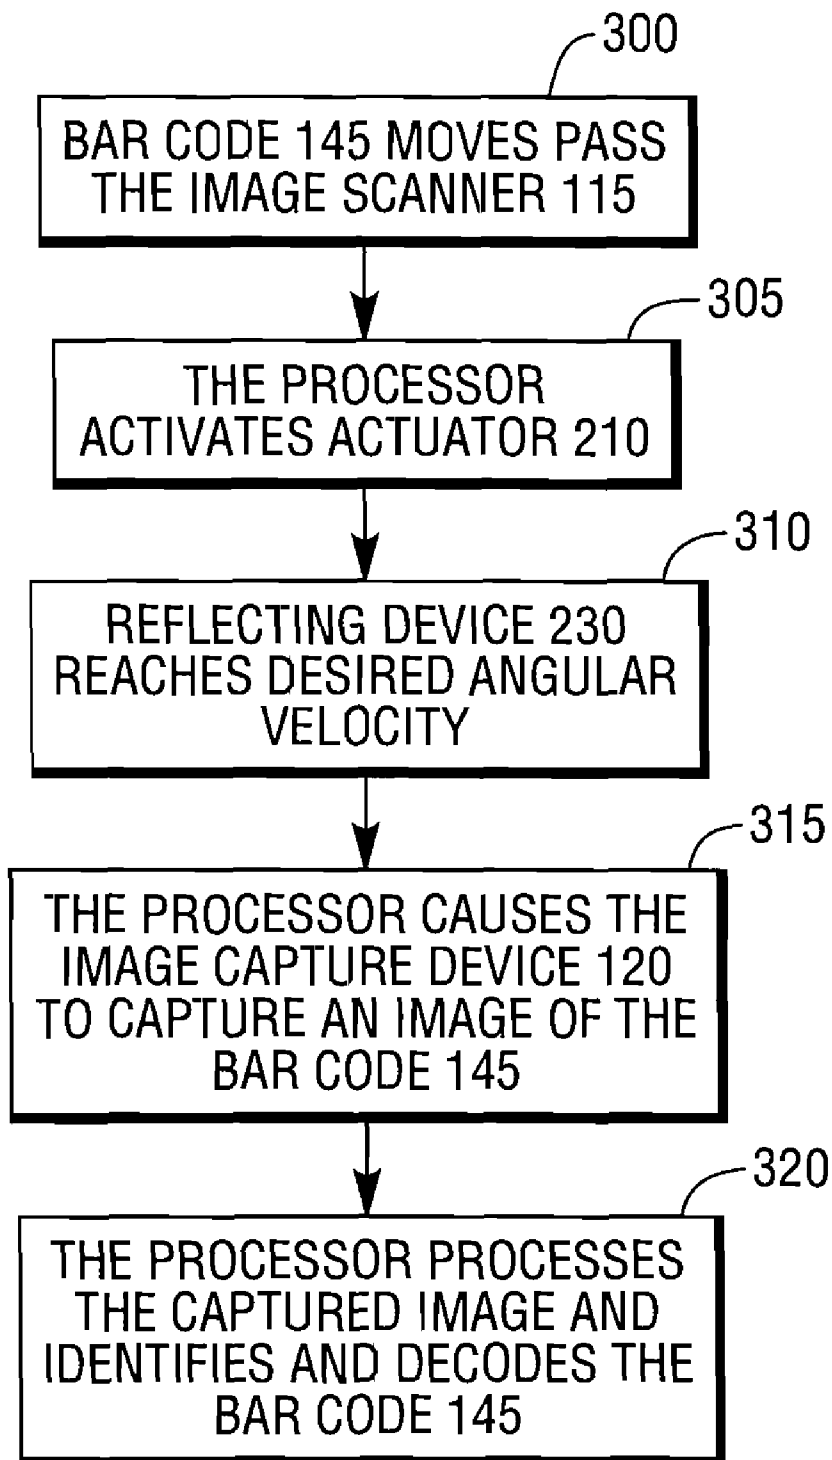 300
BAR CODE 145 MOVES PASS
THE IMAGE SCANNER 115
305
THE PROCESSOR
ACTIVATES ACTUATOR 210
310
REFLECTING DEVICE 230
REACHES DESIRED ANGULAR
VELOCITY
315
THE PROCESSOR CAUSES THE
IMAGE CAPTURE DEVICE 120
TO CAPTURE AN IMAGE OF THE
BAR CODE 145
320
THE PROCESSOR PROCESSES
THE CAPTURED IMAGE AND
IDENTIFIES AND DECODES THE
BAR CODE 145